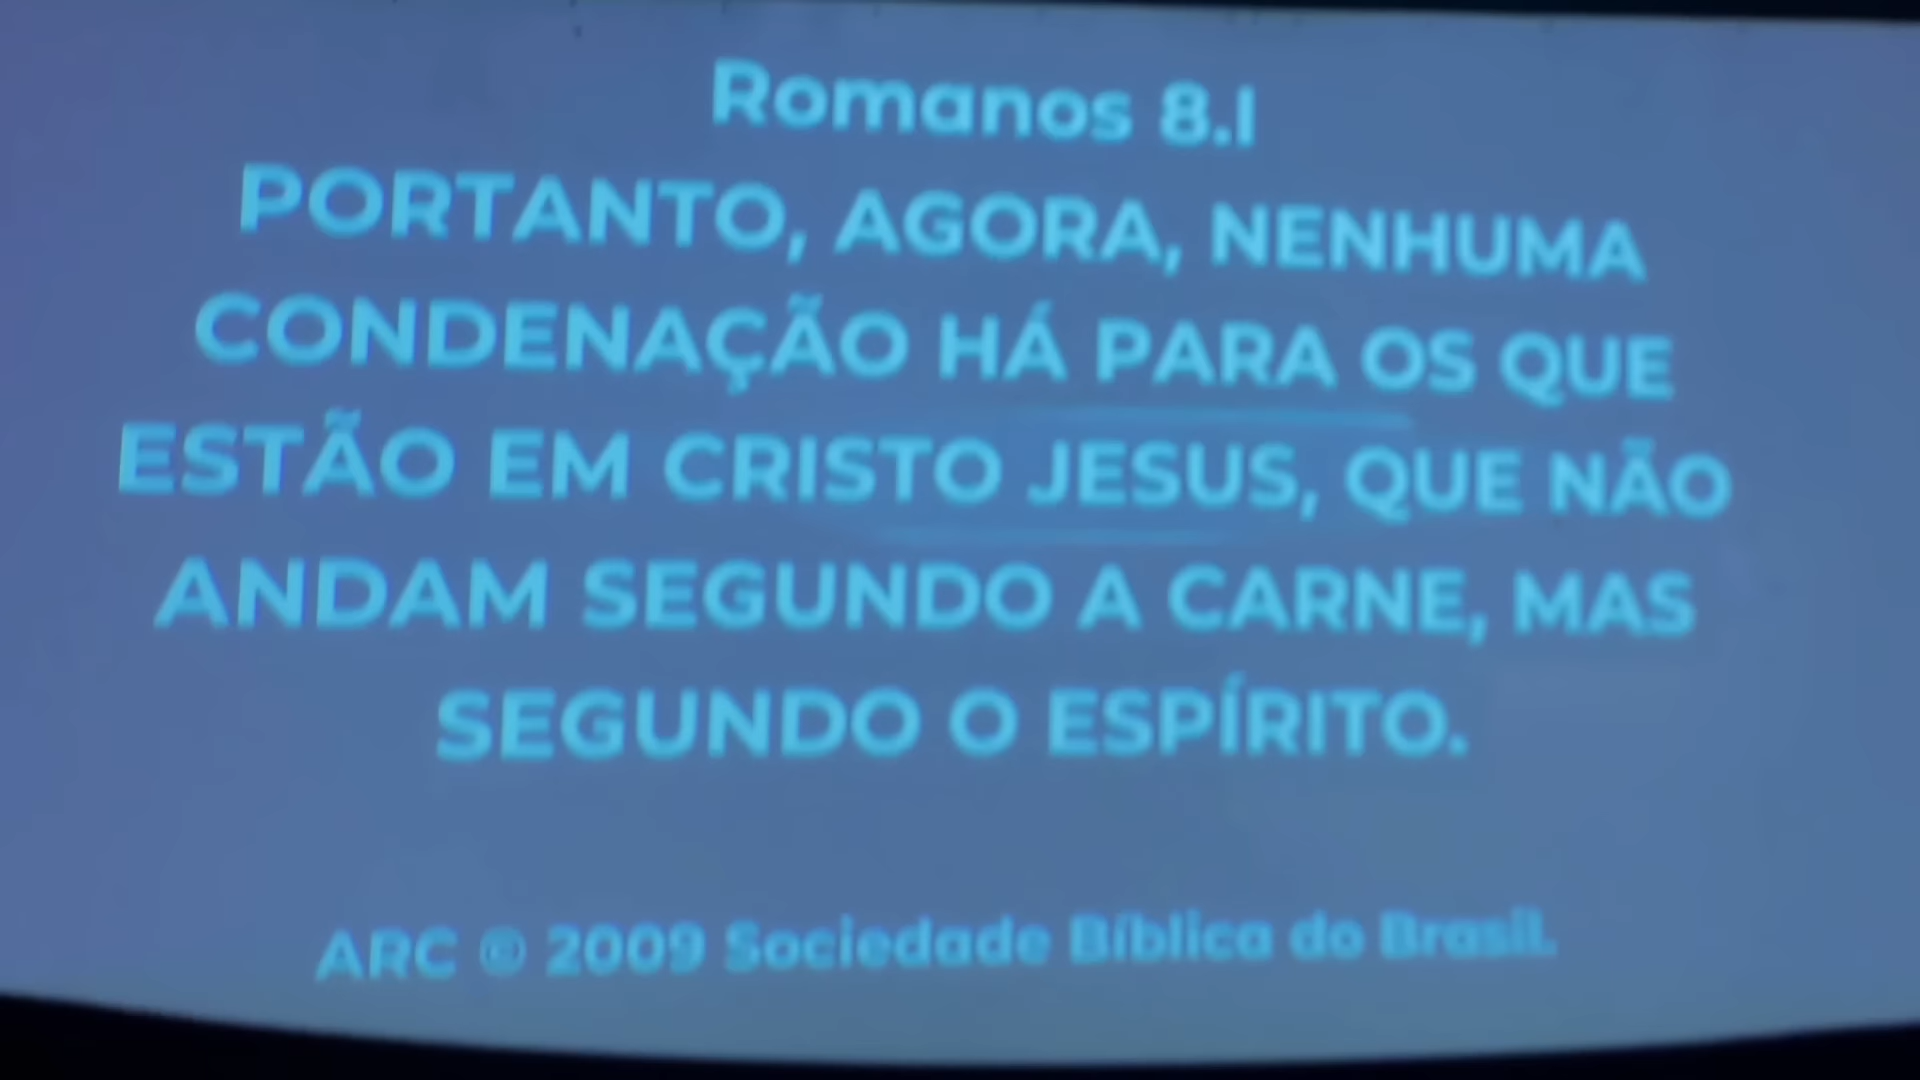 Romanos 8.1
PORTANTO, AGORA, NENHUMA
CONDENAÇÃO HÁ PARA OS QUE
ESTÃO EM CRISTO JESUS, QUE NÃO
ANDAM SEGUNDO A CARNE, MAS
SEGUNDO O ESPÍRITO.
ARC © 2009 Sociedade Bíblica do Brasil.